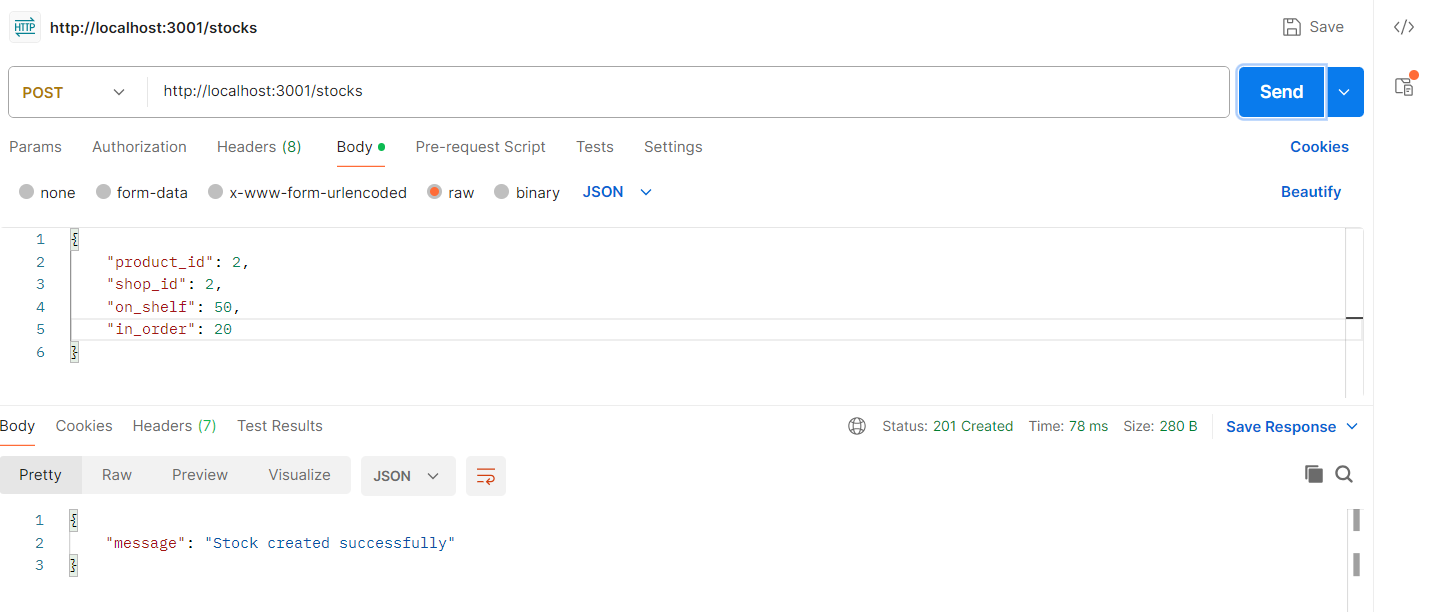 HTTP http://localhost:3001/stocks Save </>
POST http://localhost:3001/stocks Send
Params Authorization Headers (8) Body Pre-request Script Tests Settings Cookies
none form-data x-www-form-urlencoded raw binary JSON Beautify
1 {
2 "product_id": 2,
3 "shop_id": 2,
4 "on_shelf": 50,
5 "in_order": 20
6 }
Body Cookies Headers (7) Test Results Status: 201 Created Time: 78 ms Size: 280 B Save Response
Pretty Raw Preview Visualize JSON
1 {
2 "message": "Stock created successfully"
3 }